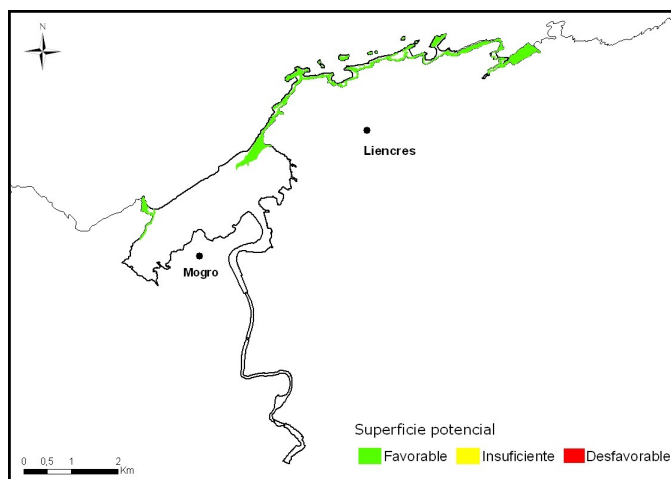 N
Liencres
Mogro
Superficie potencial
Favorable Insuficiente Desfavorable
0 0,5 1 2
Km